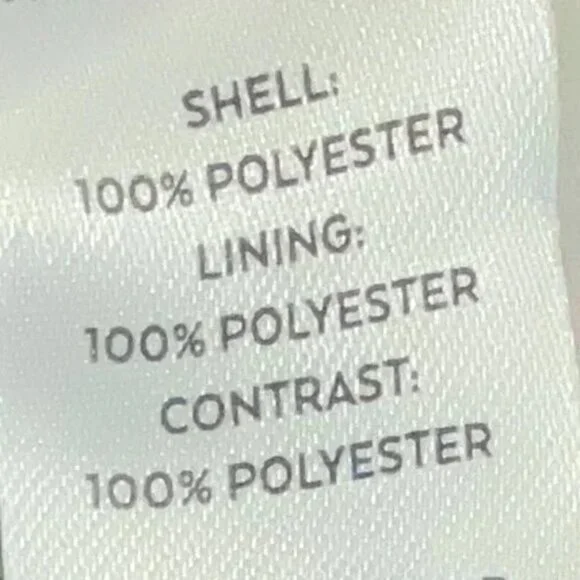 SHELL:
100% POLYESTER
LINING:
100% POLYESTER
CONTRAST:
100% POLYESTER